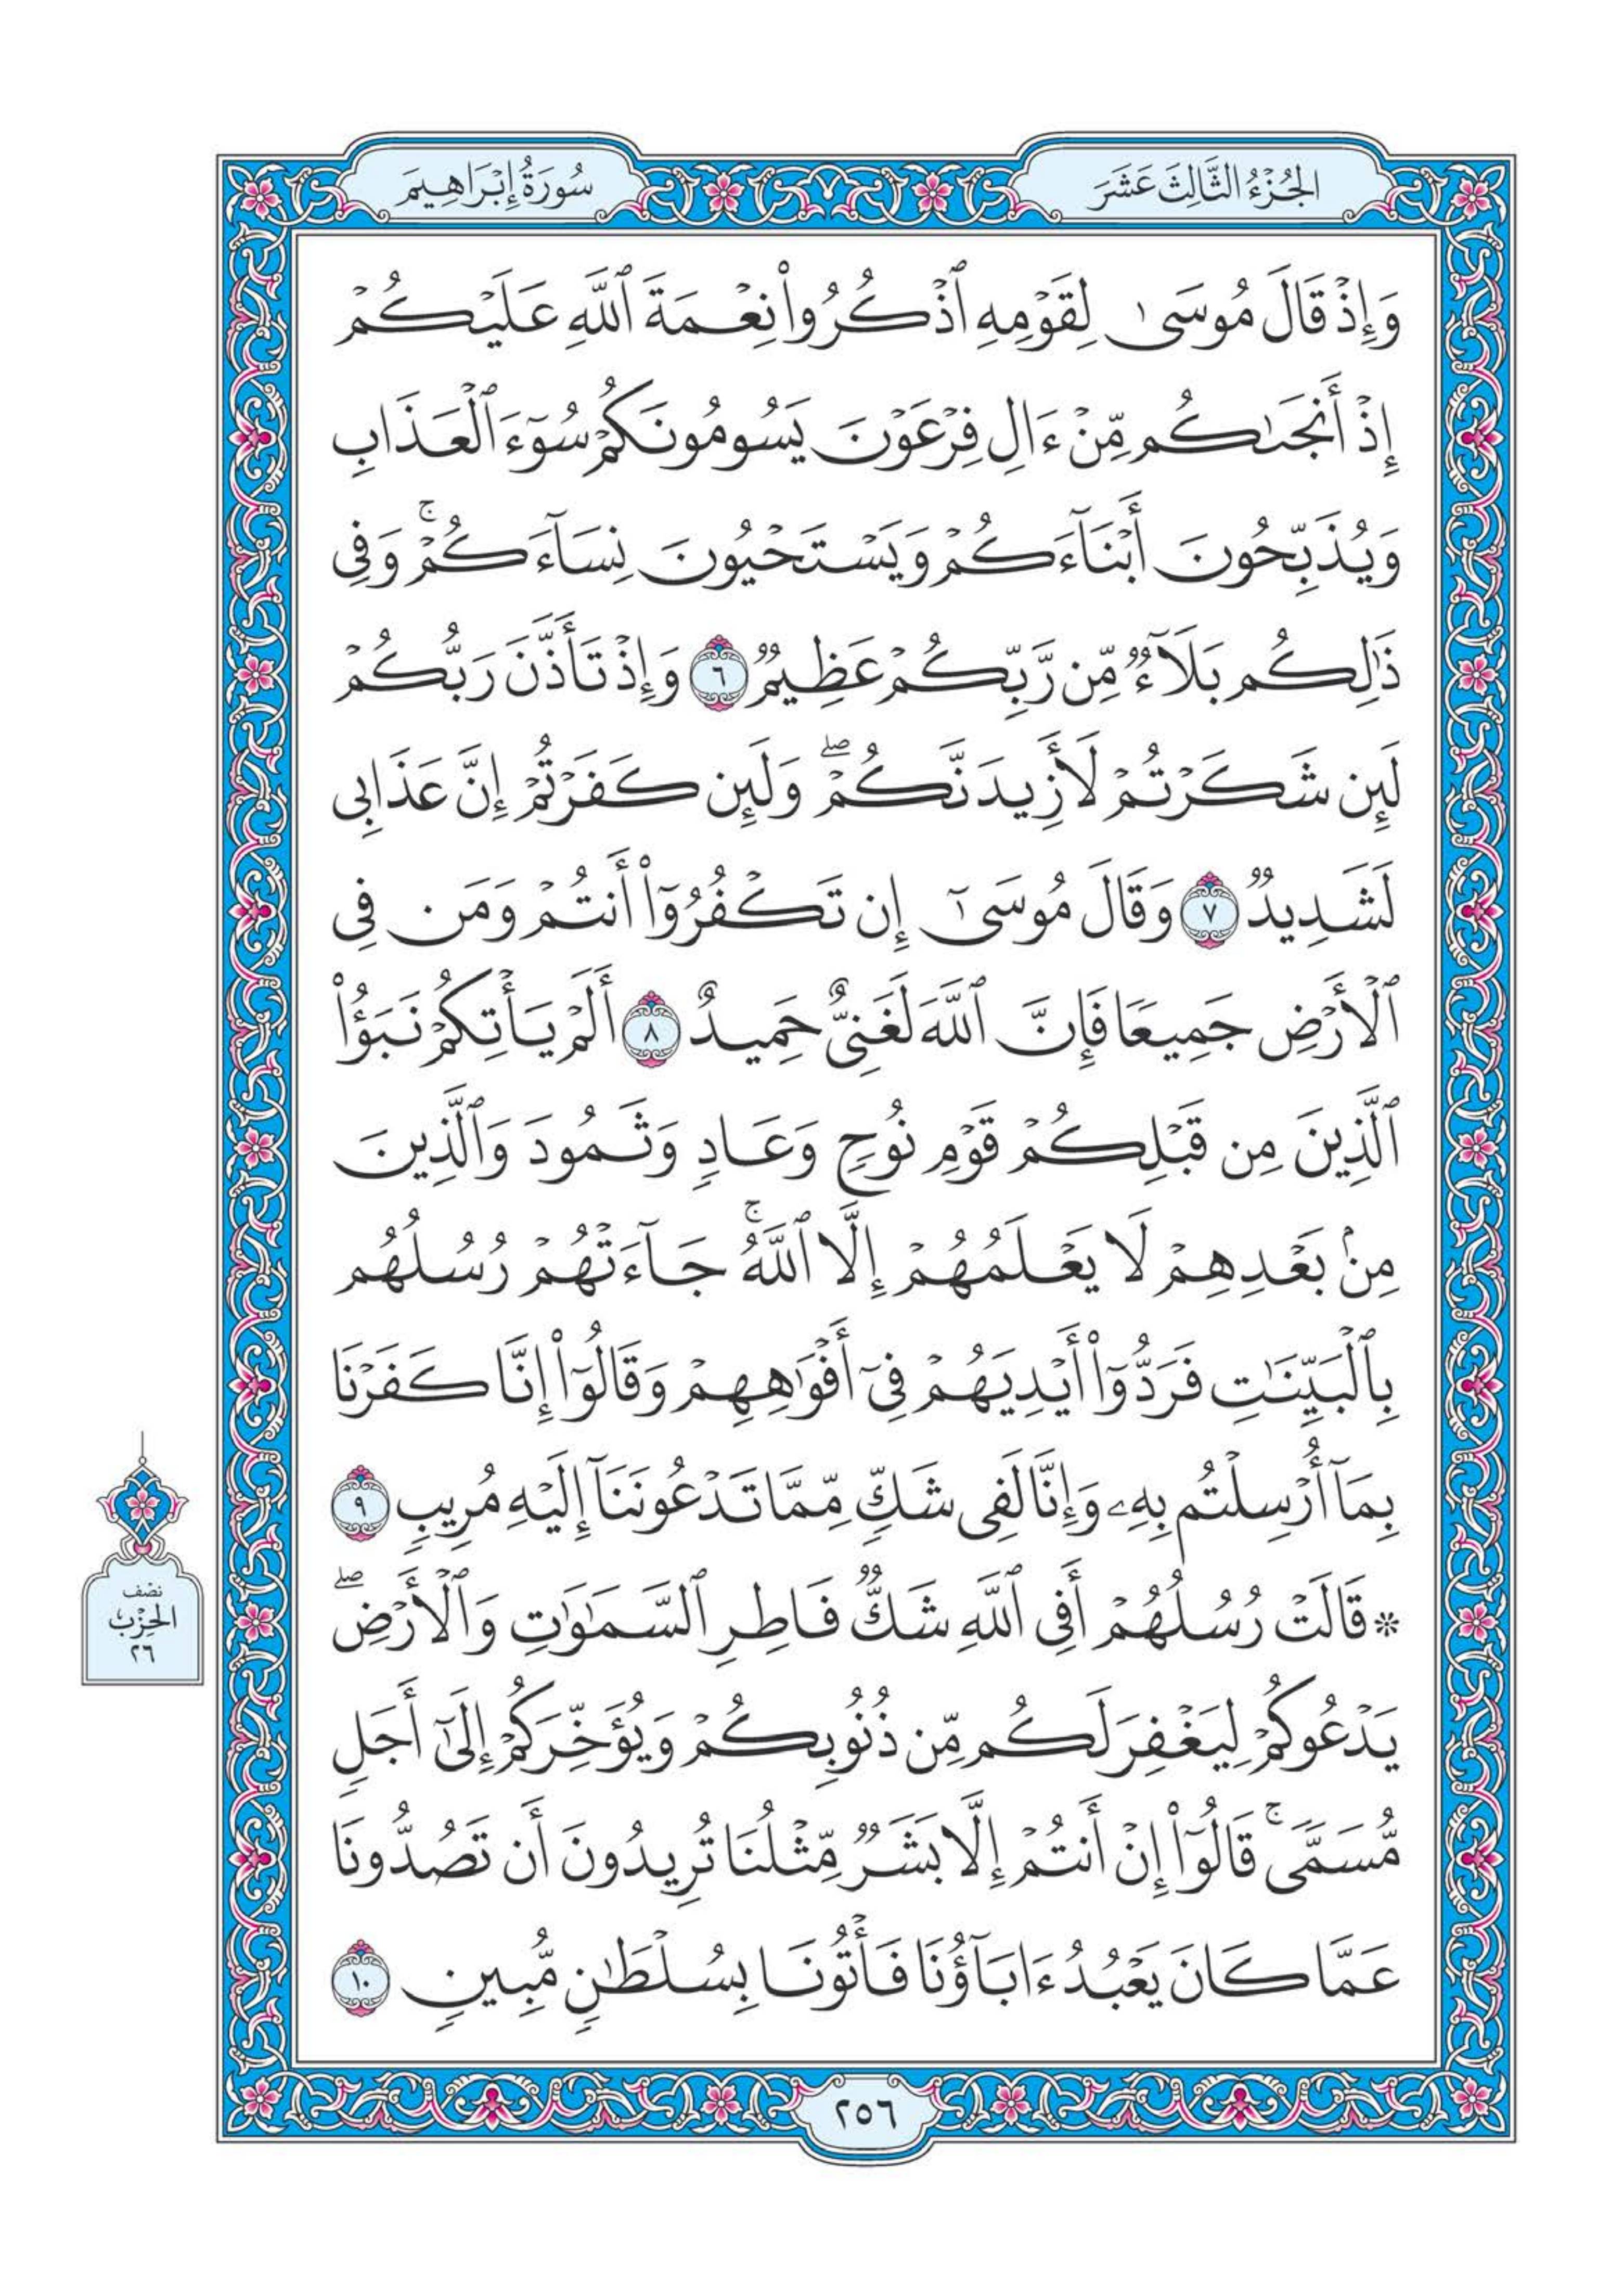 الجُزْءُ الثَّالِثَ عَشَرَ
سُورَةُ إِبْرَاهِيمَ
وَإِذْ قَالَ مُوسَىٰ لِقَوْمِهِ ٱذْكُرُوا۟ نِعْمَةَ ٱللَّهِ عَلَيْكُمْ
إِذْ أَنجَىٰكُم مِّنْ ءَالِ فِرْعَوْنَ يَسُومُونَكُمْ سُوٓءَ ٱلْعَذَابِ
وَيُذَبِّحُونَ أَبْنَآءَكُمْ وَيَسْتَحْيُونَ نِسَآءَكُمْ ۚ وَفِى
ذَٰلِكُم بَلَآءٌ مِّن رَّبِّكُمْ عَظِيمٌ ٦ وَإِذْ تَأَذَّنَ رَبُّكُمْ
لَئِن شَكَرْتُمْ لَأَزِيدَنَّكُمْ ۖ وَلَئِن كَفَرْتُمْ إِنَّ عَذَابِى
لَشَدِيدٌ ٧ وَقَالَ مُوسَىٰٓ إِن تَكْفُرُوٓا۟ أَنتُمْ وَمَن فِى
ٱلْأَرْضِ جَمِيعًا فَإِنَّ ٱللَّهَ لَغَنِىٌّ حَمِيدٌ ٨ أَلَمْ يَأْتِكُمْ نَبَؤُا۟
ٱلَّذِينَ مِن قَبْلِكُمْ قَوْمِ نُوحٍ وَعَادٍ وَثَمُودَ وَٱلَّذِينَ
مِنۢ بَعْدِهِمْ لَا يَعْلَمُهُمْ إِلَّا ٱللَّهُ ۚ جَآءَتْهُمْ رُسُلُهُم
بِٱلْبَيِّنَٰتِ فَرَدُّوٓا۟ أَيْدِيَهُمْ فِىٓ أَفْوَٰهِهِمْ وَقَالُوٓا۟ إِنَّا كَفَرْنَا
بِمَآ أُرْسِلْتُم بِهِۦ وَإِنَّا لَفِى شَكٍّ مِّمَّا تَدْعُونَنَآ إِلَيْهِ مُرِيبٍ ٩
۞ قَالَتْ رُسُلُهُمْ أَفِى ٱللَّهِ شَكٌّ فَاطِرِ ٱلسَّمَٰوَٰتِ وَٱلْأَرْضِ ۖ
يَدْعُوكُمْ لِيَغْفِرَ لَكُم مِّن ذُنُوبِكُمْ وَيُؤَخِّرَكُمْ إِلَىٰٓ أَجَلٍ
مُّسَمًّى ۚ قَالُوٓا۟ إِنْ أَنتُمْ إِلَّا بَشَرٌ مِّثْلُنَا تُرِيدُونَ أَن تَصُدُّونَا
عَمَّا كَانَ يَعْبُدُ ءَابَآؤُنَا فَأْتُونَا بِسُلْطَٰنٍ مُّبِينٍ ١٠
نصْف
الحِزْبُ
٢٦
٢٥٦